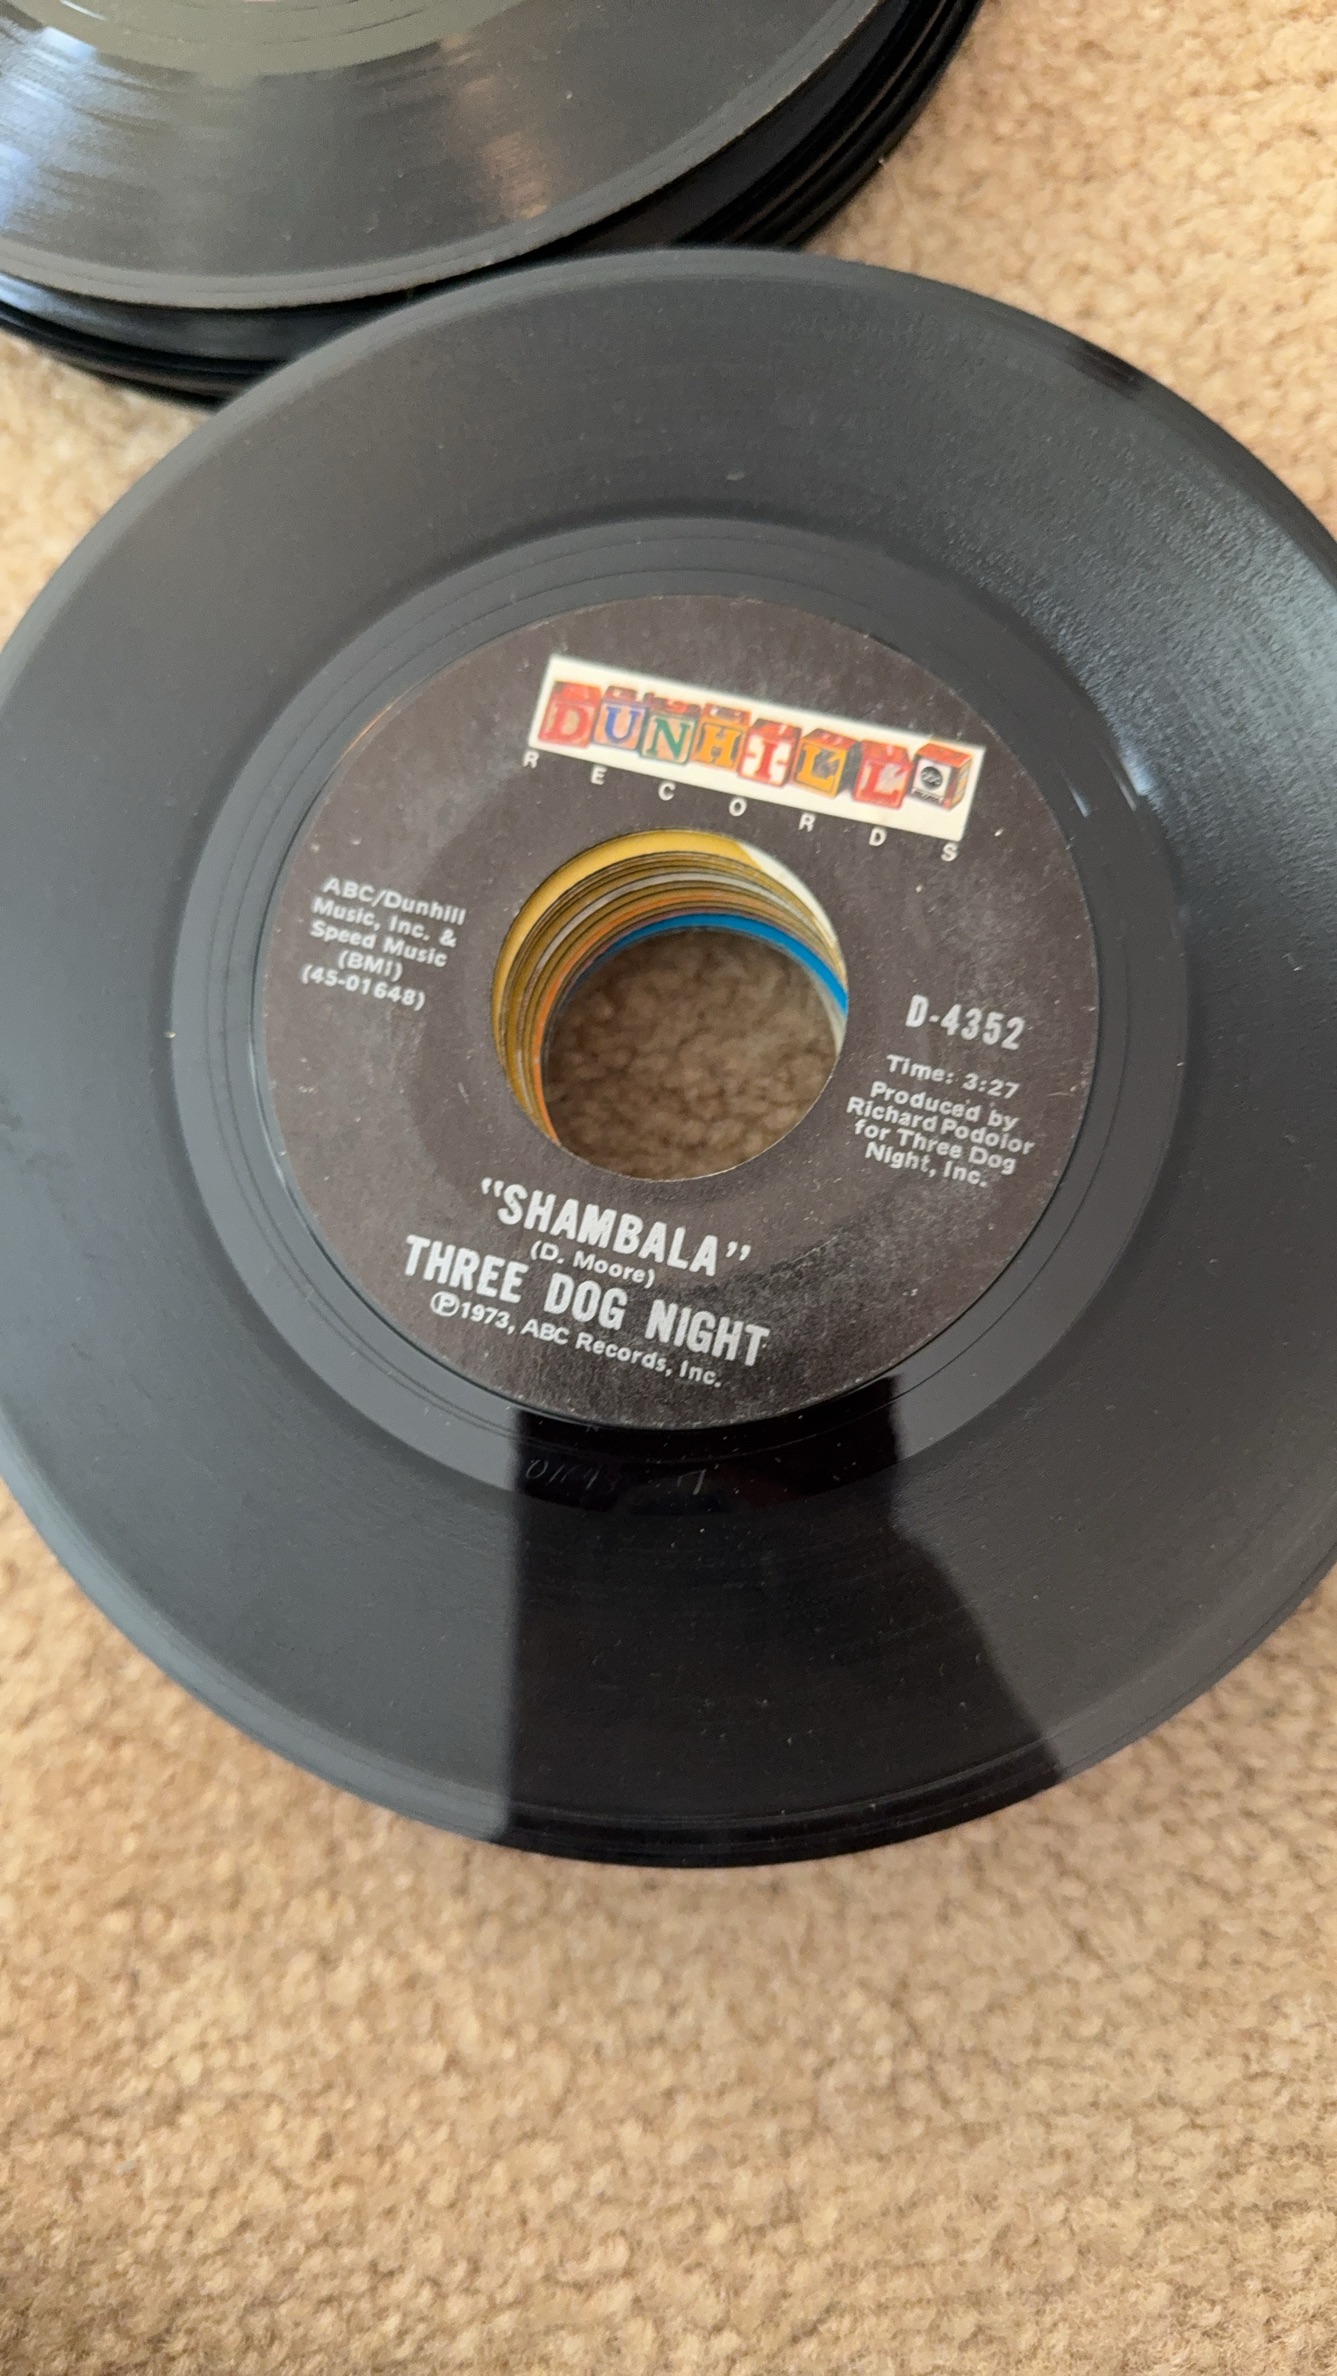 DUNHILL
RECORDS
ABC/Dunhill
Music, Inc. &
Speed Music
(BMI)
(45-01648)
D-4352
Time: 3:27
Produced by
Richard Podolor
for Three Dog
Night, Inc.
"SHAMBALA"
(D. Moore)
THREE DOG NIGHT
Ⓟ1973, ABC Records, Inc.